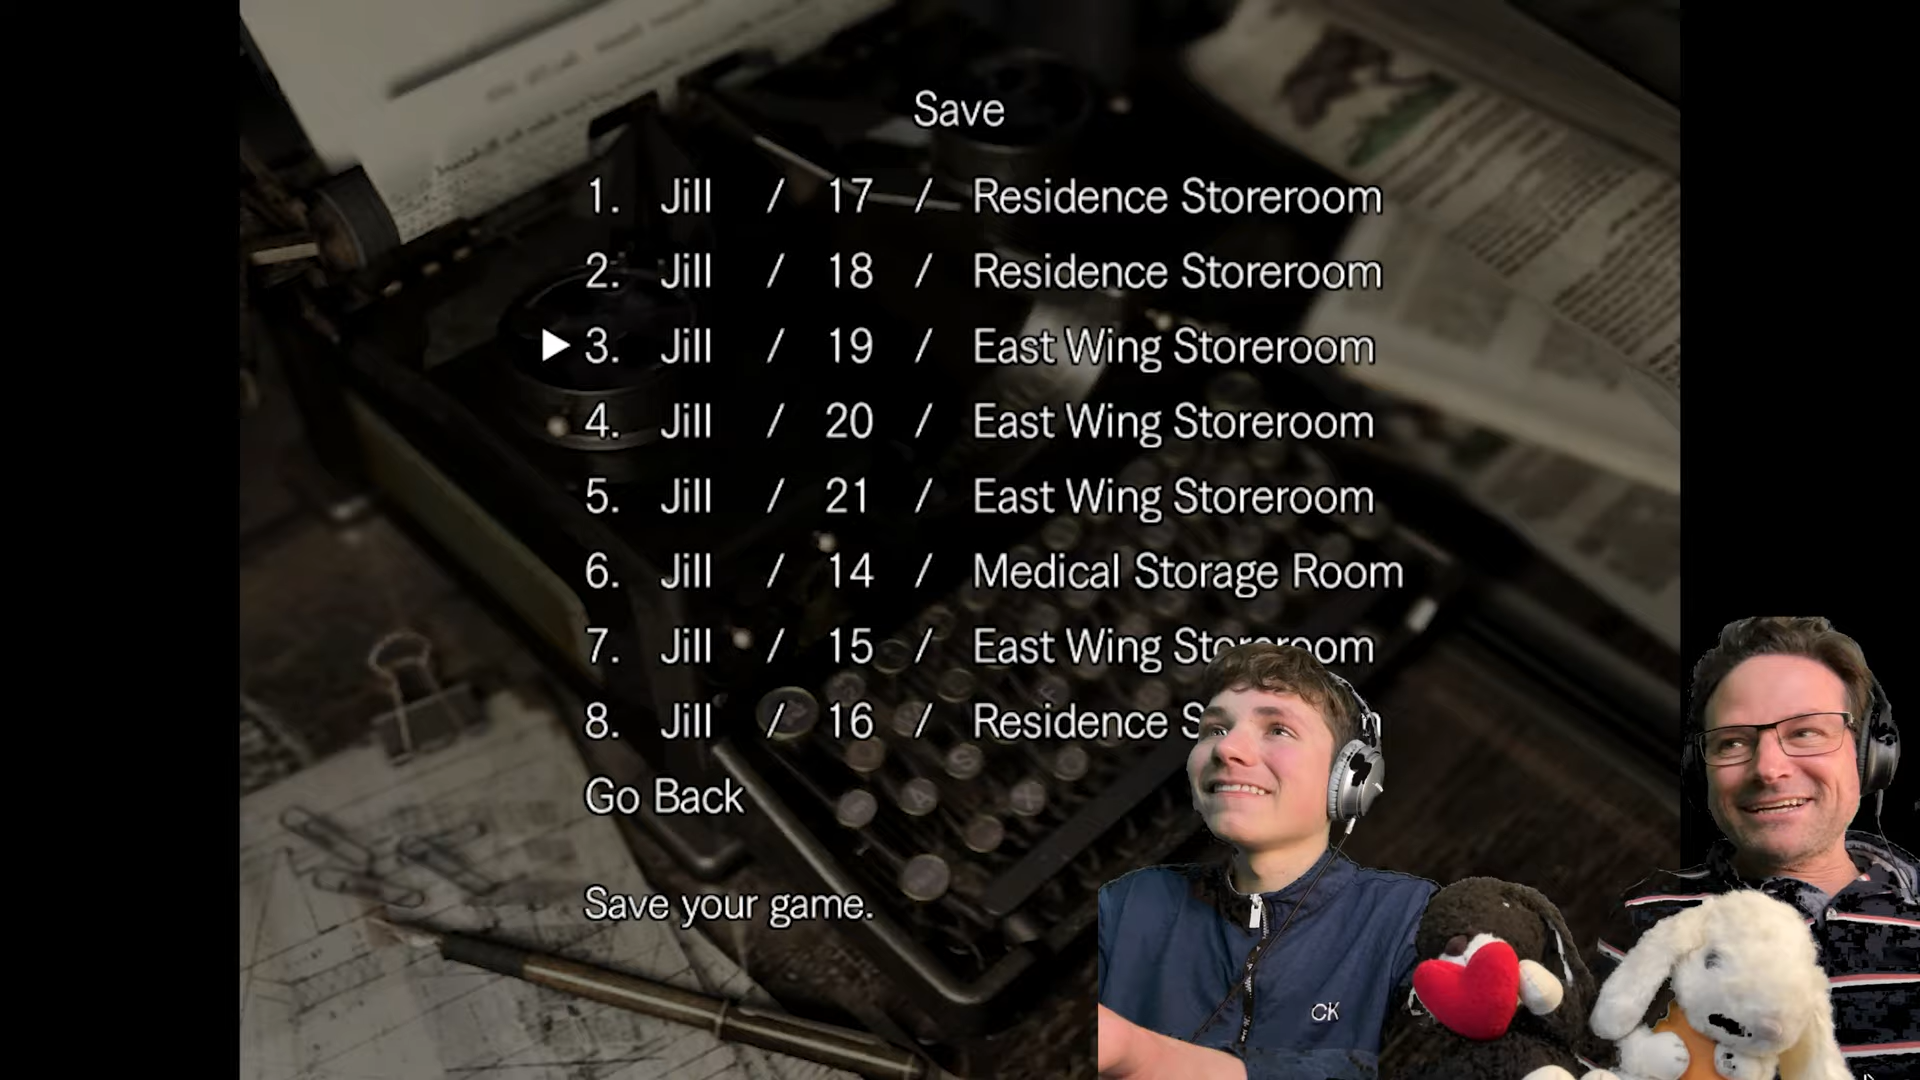 Save
1. Jill / 17 / Residence Storeroom
2. Jill / 18 / Residence Storeroom
3. Jill / 19 / East Wing Storeroom
4. Jill / 20 / East Wing Storeroom
5. Jill / 21 / East Wing Storeroom
6. Jill / 14 / Medical Storage Room
7. Jill / 15 / East Wing Storeroom
8. Jill / 16 / Residence
Go Back
Save your game.
CK